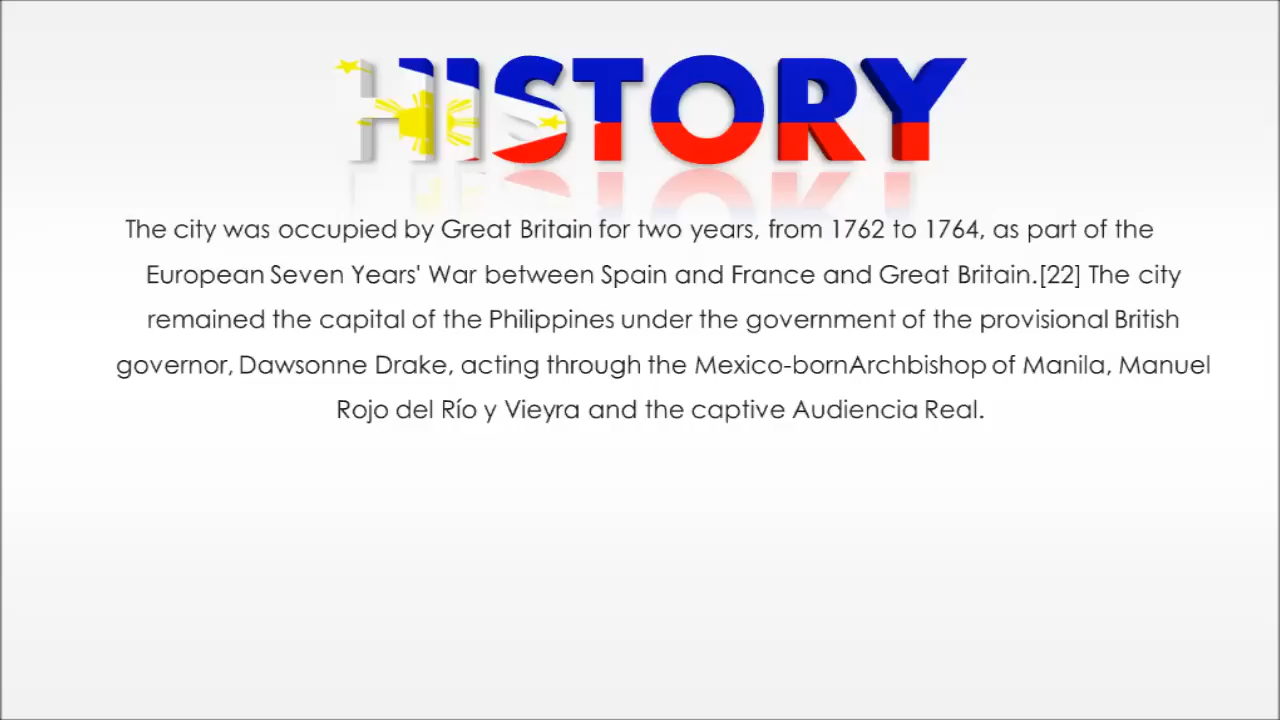 HISTORY
The city was occupied by Great Britain for two years, from 1762 to 1764, as part of the
European Seven Years' War between Spain and France and Great Britain.[22] The city
remained the capital of the Philippines under the government of the provisional British
governor, Dawsonne Drake, acting through the Mexico-bornArchbishop of Manila, Manuel
Rojo del Río y Vieyra and the captive Audiencia Real.